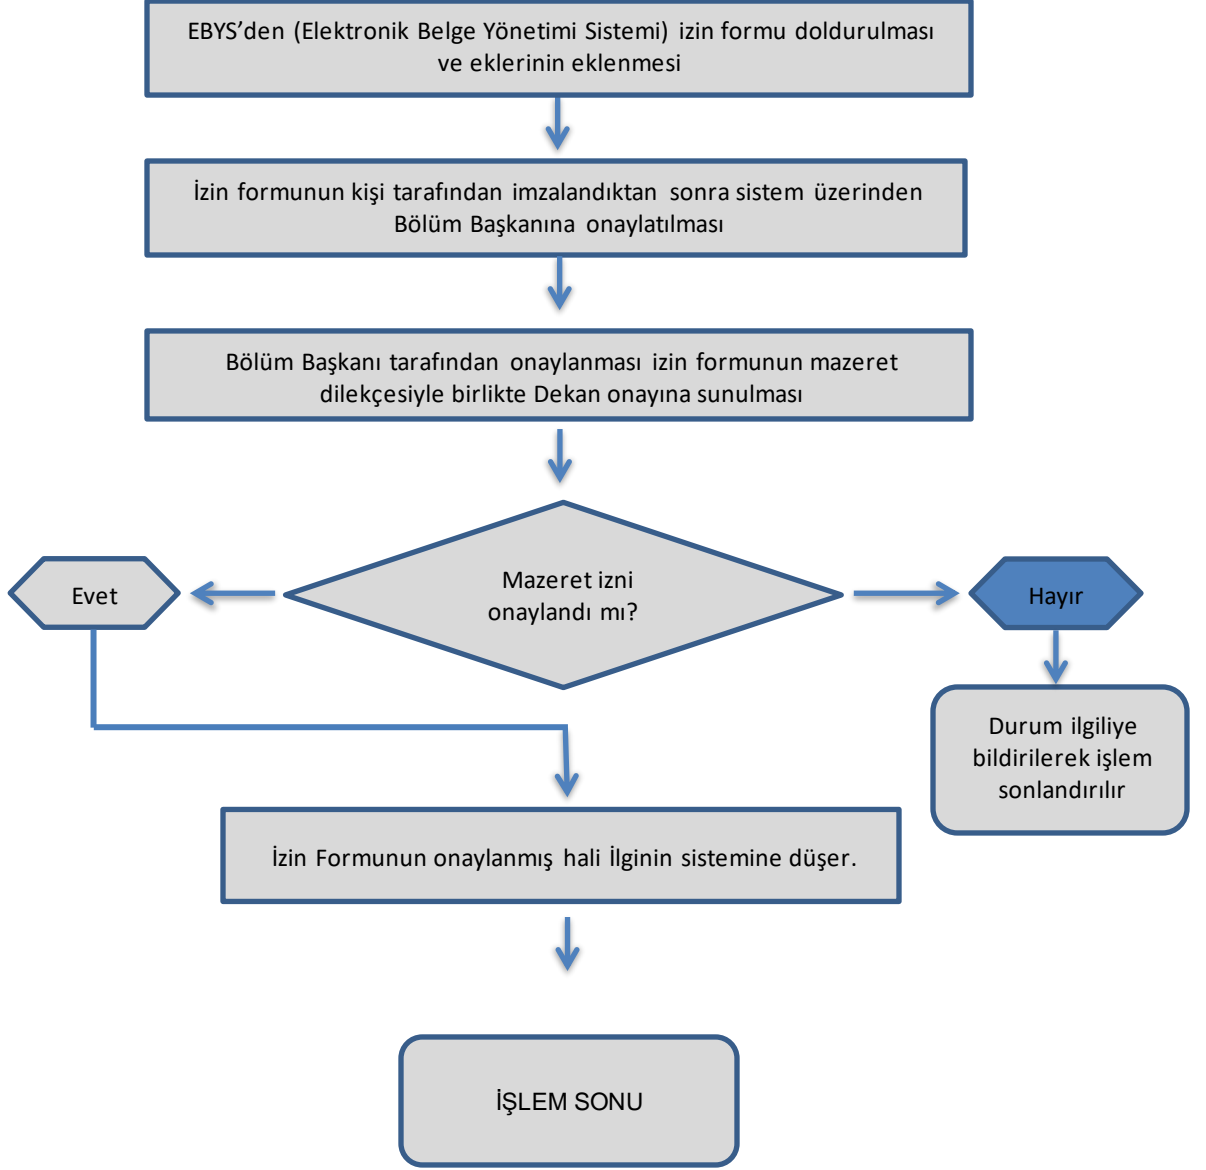 EBYS’den (Elektronik Belge Yönetimi Sistemi) izin formu doldurulması
ve eklerinin eklenmesi
İzin formunun kişi tarafından imzalandıktan sonra sistem üzerinden
Bölüm Başkanına onaylatılması
Bölüm Başkanı tarafından onaylanması izin formunun mazeret
dilekçesiyle birlikte Dekan onayına sunulması
Mazeret izni
onaylandı mı?
Evet
Hayır
Durum ilgiliye
bildirilerek işlem
sonlandırılır
İzin Formunun onaylanmış hali İlginin sistemine düşer.
İŞLEM SONU